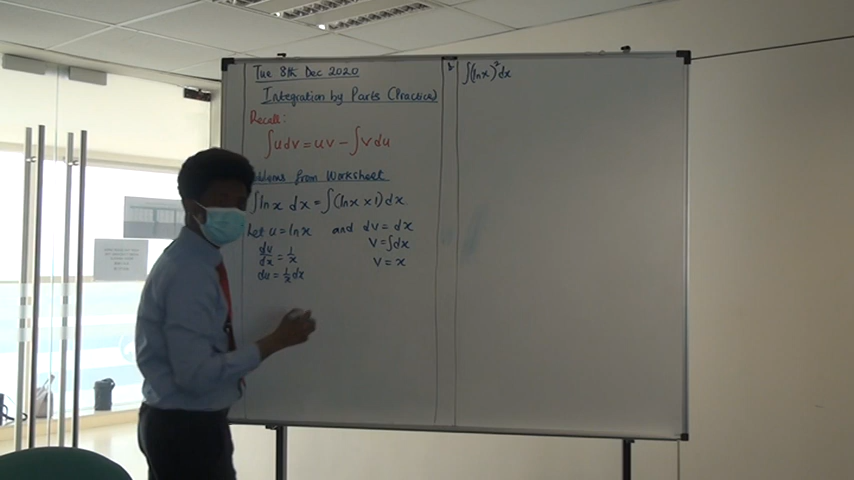 Tue 8th Dec 2020
Integration by Parts (Practice)
Recall:
∫udv = uv - ∫vdu
oblems from Worksheet
∫ln x dx = ∫(ln x × 1) dx
Let u = ln x and dv = dx
du/dx = 1/x
v = ∫dx
du = 1/x dx
v = x
∫(ln x)² dx